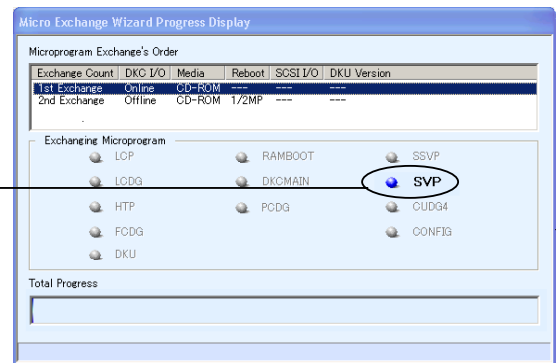 Micro Exchange Wizard Progress Display
Microprogram Exchange's Order
Exchange Count DKC I/O Media Reboot SCSI I/O DKU Version
1st Exchange Online CD-ROM --- --- ---
2nd Exchange Offline CD-ROM 1/2MP --- ---
Exchanging Microprogram
LCP RAMBOOT SSVP
LCDG DKCMAIN SVP
HTP PCDG CUDG4
FCDG CONFIG
DKU
Total Progress